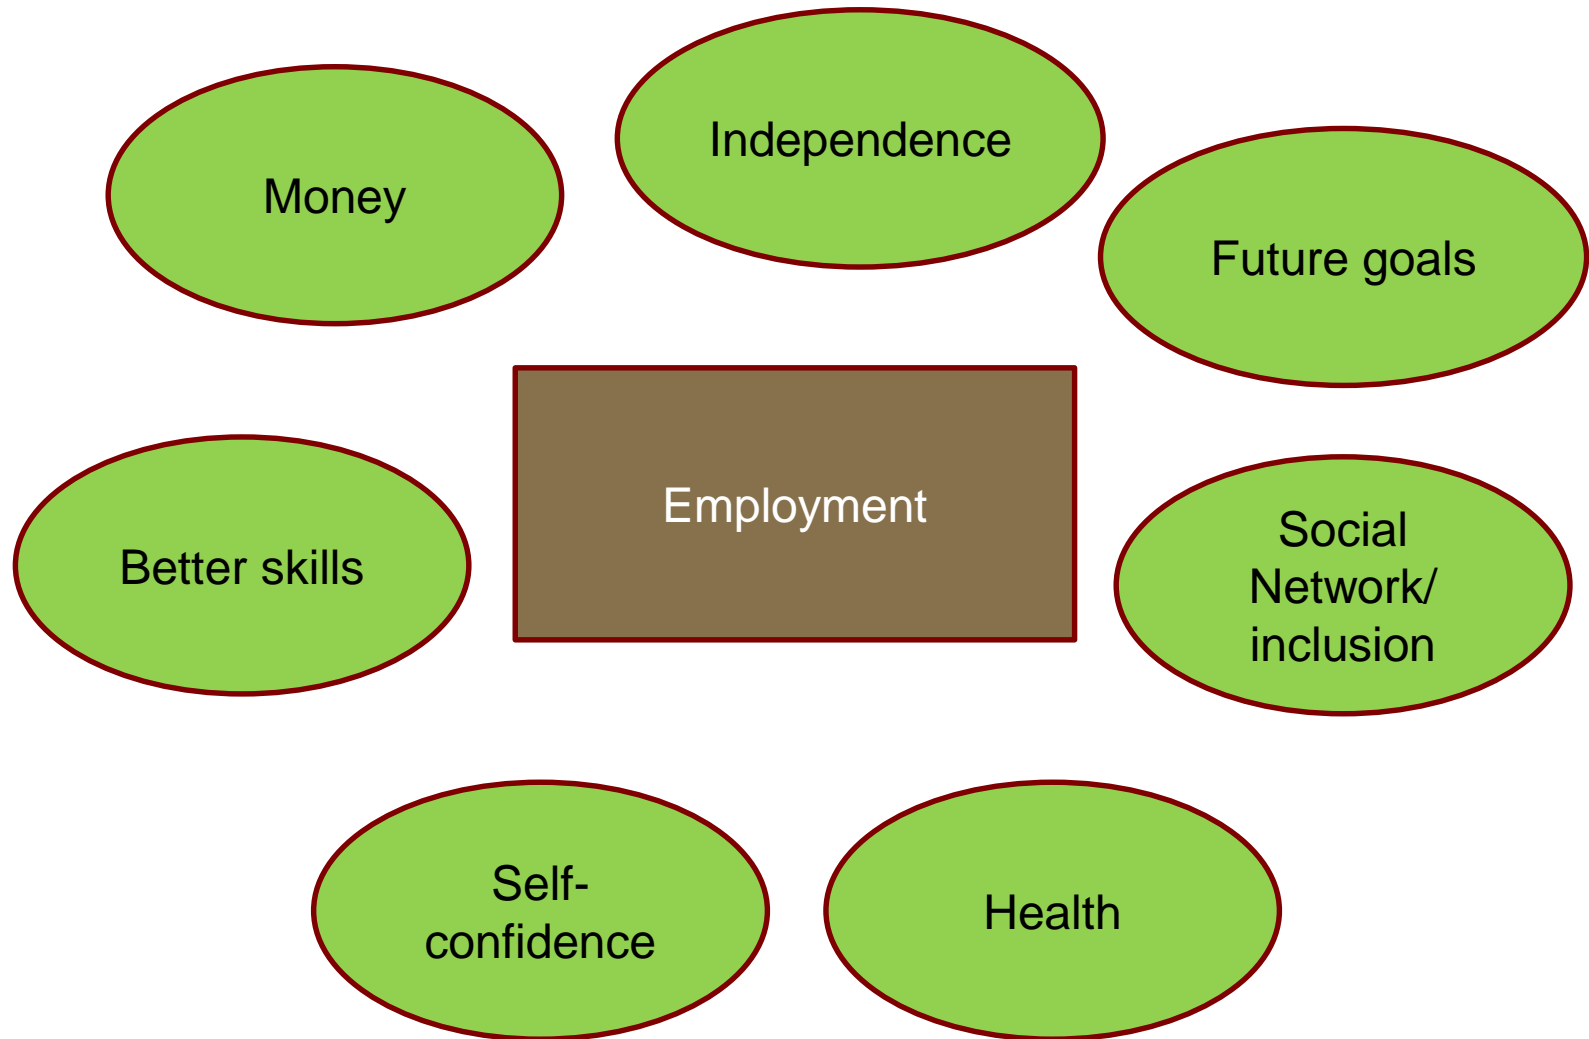 Independence
Money
Future goals
Employment
Better skills
Social
Network/
inclusion
Self-
confidence
Health